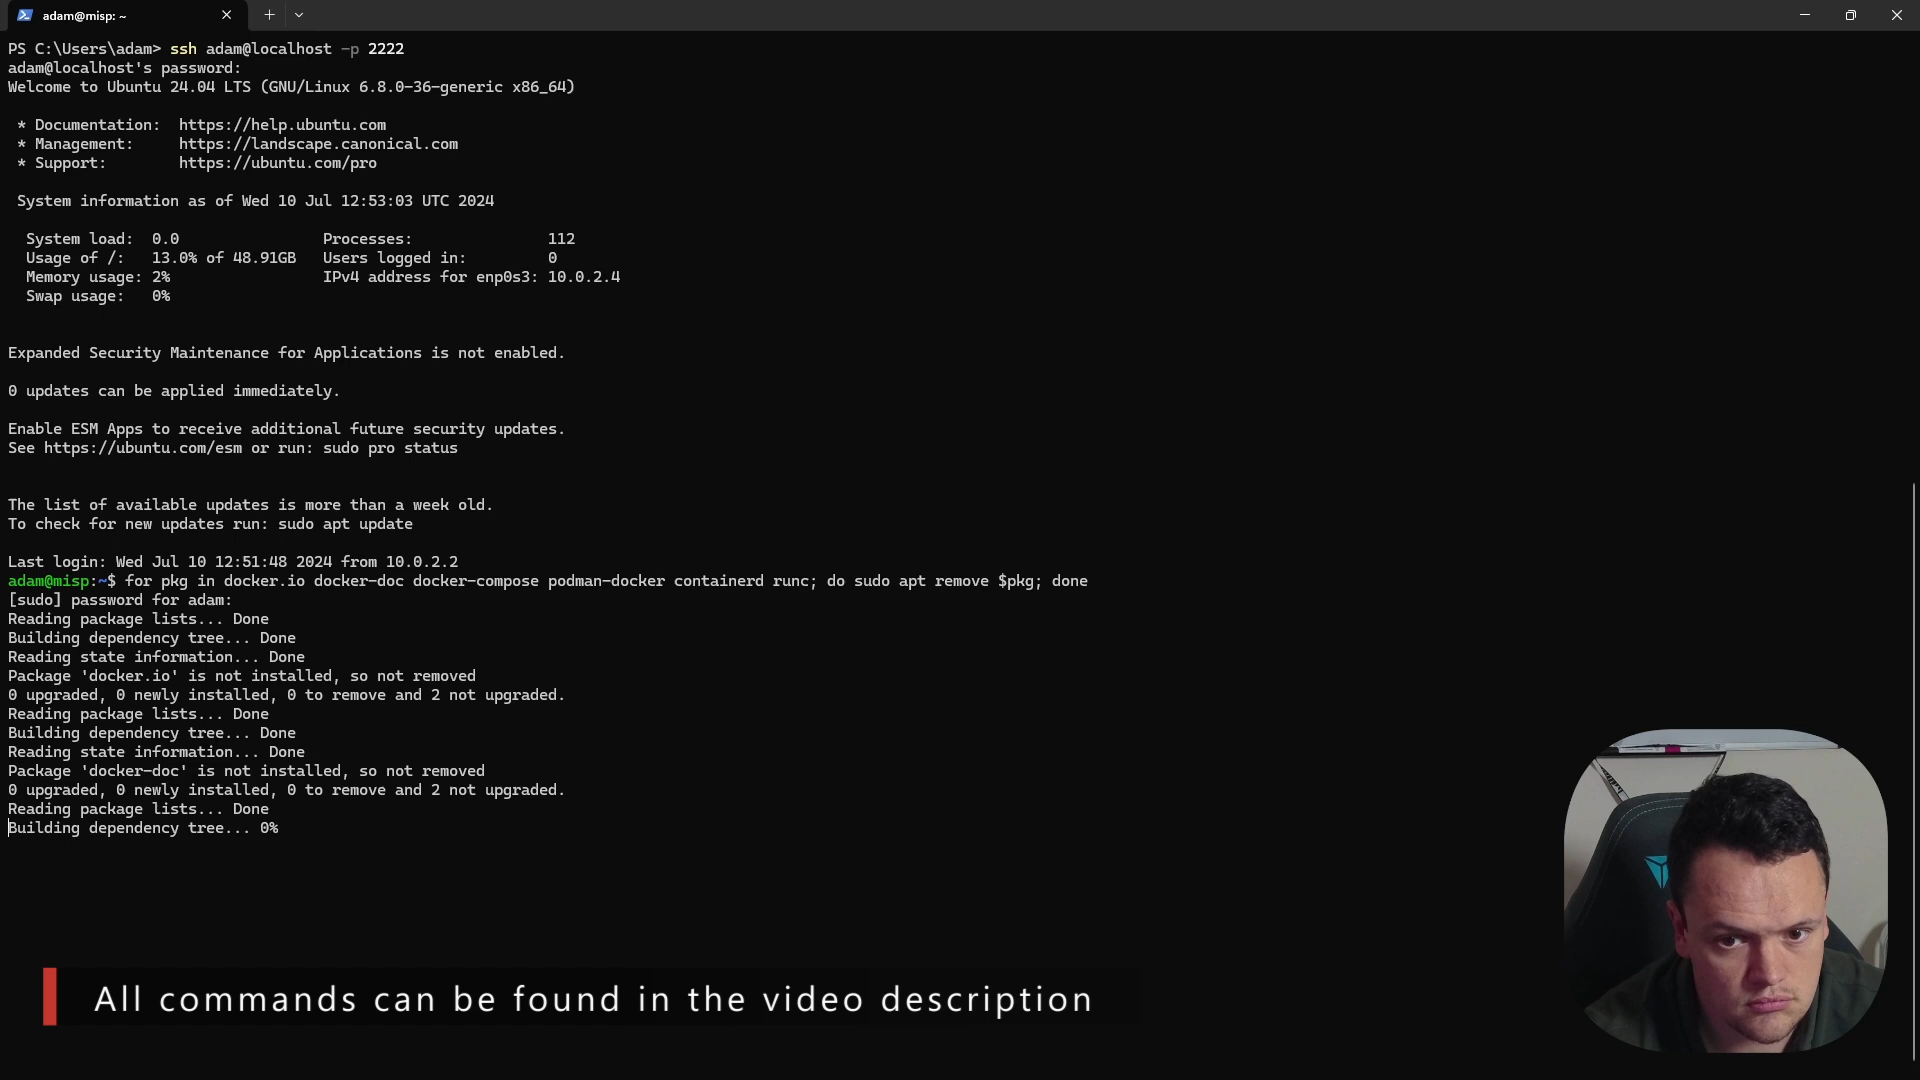 adam@misp: ~
PS C:\Users\adam> ssh adam@localhost -p 2222
adam@localhost's password:
Welcome to Ubuntu 24.04 LTS (GNU/Linux 6.8.0-36-generic x86_64)
* Documentation:  https://help.ubuntu.com
* Management:     https://landscape.canonical.com
* Support:        https://ubuntu.com/pro
System information as of Wed 10 Jul 12:53:03 UTC 2024
System load:  0.0                Processes:               112
Usage of /:   13.0% of 48.91GB   Users logged in:         0
Memory usage: 2%                 IPv4 address for enp0s3: 10.0.2.4
Swap usage:   0%
Expanded Security Maintenance for Applications is not enabled.
0 updates can be applied immediately.
Enable ESM Apps to receive additional future security updates.
See https://ubuntu.com/esm or run: sudo pro status
The list of available updates is more than a week old.
To check for new updates run: sudo apt update
Last login: Wed Jul 10 12:51:48 2024 from 10.0.2.2
adam@misp:~$ for pkg in docker.io docker-doc docker-compose podman-docker containerd runc; do sudo apt remove $pkg; done
[sudo] password for adam:
Reading package lists... Done
Building dependency tree... Done
Reading state information... Done
Package 'docker.io' is not installed, so not removed
0 upgraded, 0 newly installed, 0 to remove and 2 not upgraded.
Reading package lists... Done
Building dependency tree... Done
Reading state information... Done
Package 'docker-doc' is not installed, so not removed
0 upgraded, 0 newly installed, 0 to remove and 2 not upgraded.
Reading package lists... Done
Building dependency tree... 0%
All commands can be found in the video description